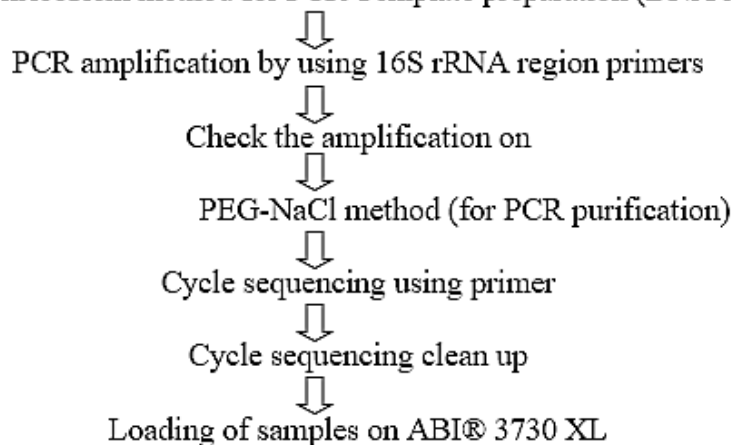 PCR amplification by using 16S rRNA region primers
Check the amplification on
PEG-NaCl method (for PCR purification)
Cycle sequencing using primer
Cycle sequencing clean up
Loading of samples on ABI® 3730 XL